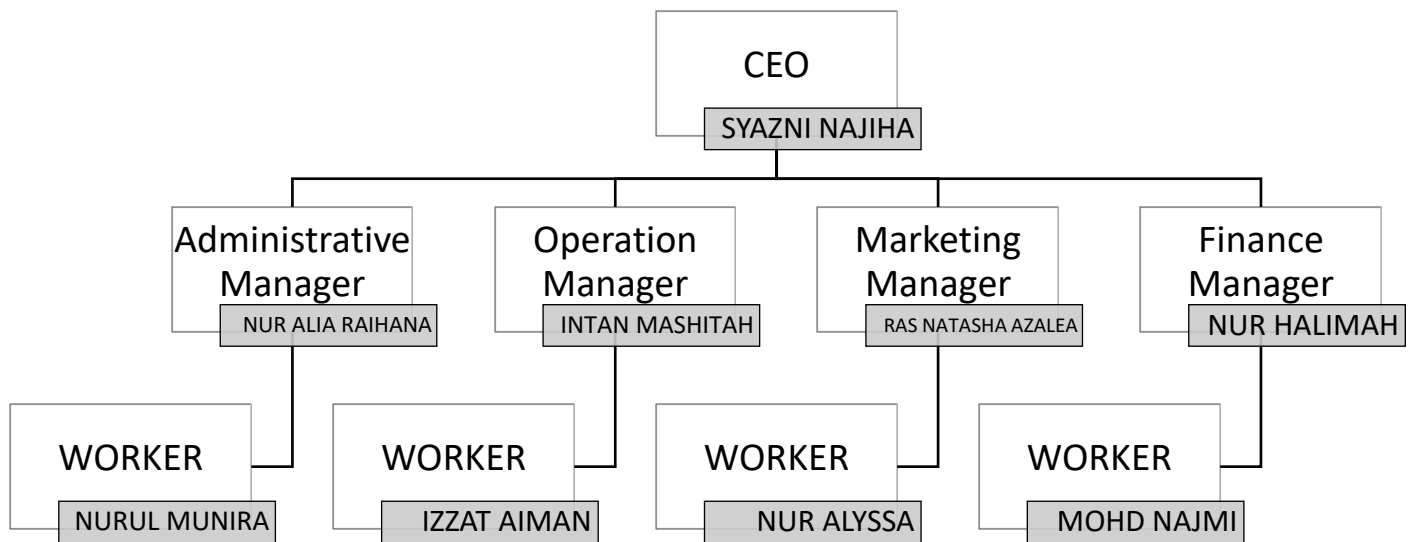 CEO
SYAZNI NAJIHA
Administrative
Manager
NUR ALIA RAIHANA
Operation
Manager
INTAN MASHITAH
Marketing
Manager
RAS NATASHA AZALEA
Finance
Manager
NUR HALIMAH
WORKER
NURUL MUNIRA
WORKER
IZZAT AIMAN
WORKER
NUR ALYSSA
WORKER
MOHD NAJMI